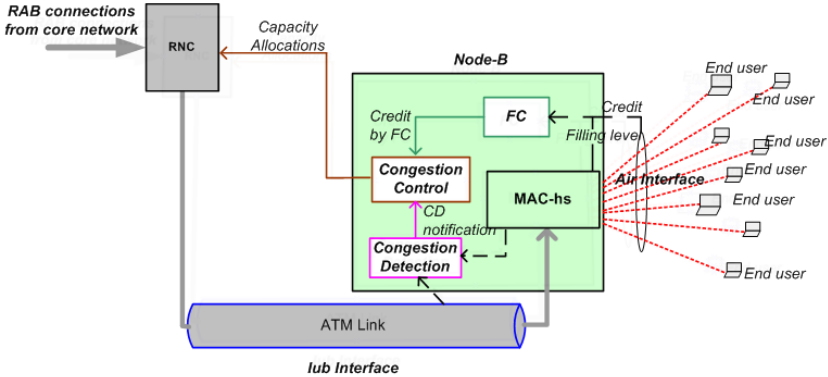 RAB connections
from core network
RNC
Capacity
Allocations
Node-B
Credit
by FC
FC
Credit
Filling level
Congestion
Control
MAC-hs
CD
notification
Congestion
Detection
Air Interface
End user
End user
End user
End user
End user
End user
ATM Link
Iub Interface